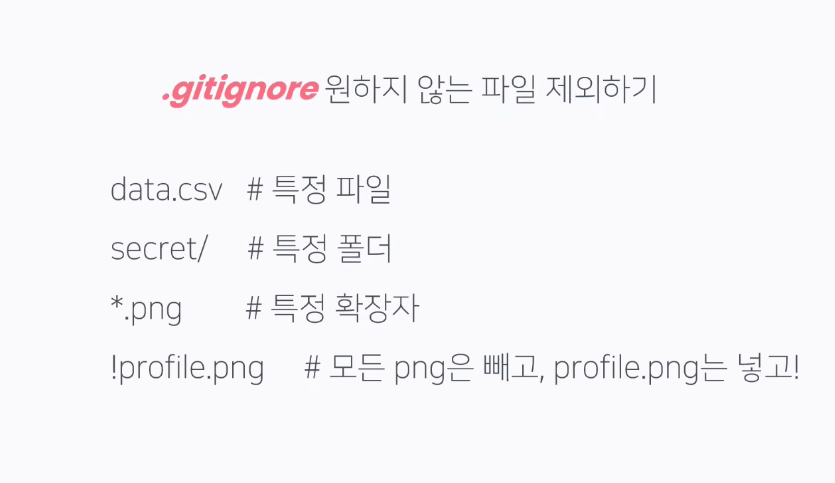 .gitignore 원하지 않는 파일 제외하기
data.csv # 특정 파일
secret/ # 특정 폴더
*.png # 특정 확장자
!profile.png # 모든 png은 빼고, profile.png는 넣고!